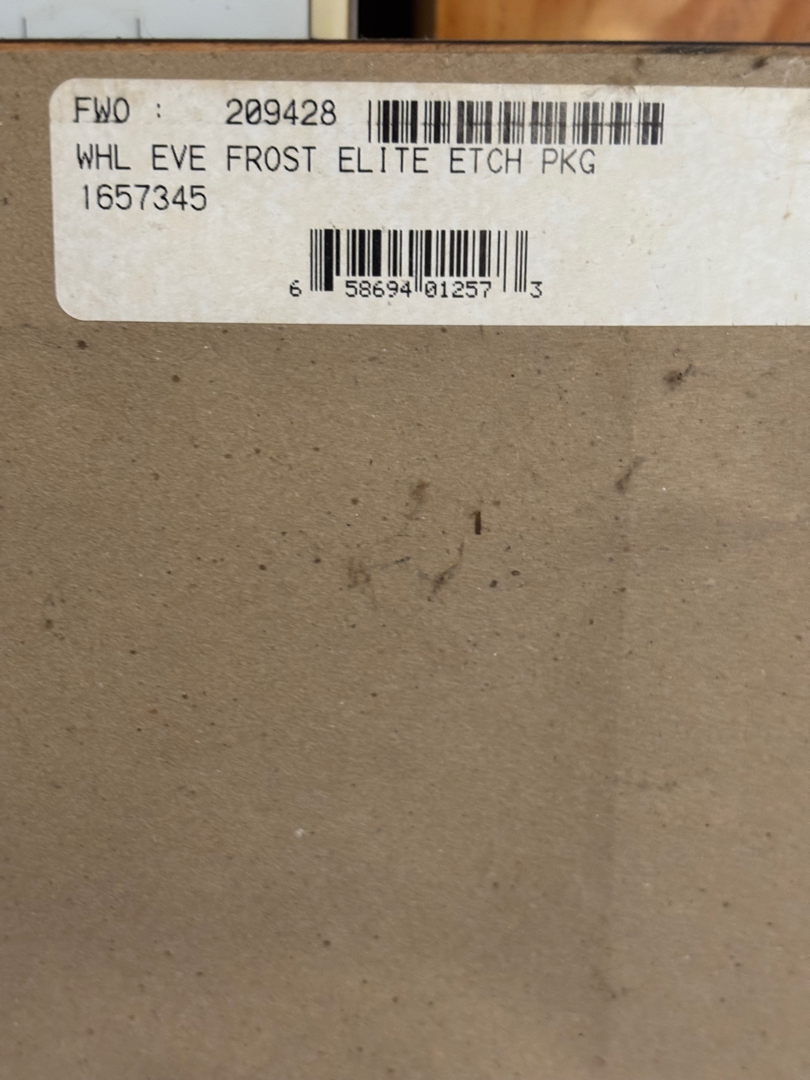 FWO : 209428
WHL EVE FROST ELITE ETCH PKG
1657345
6 58694 01257 3